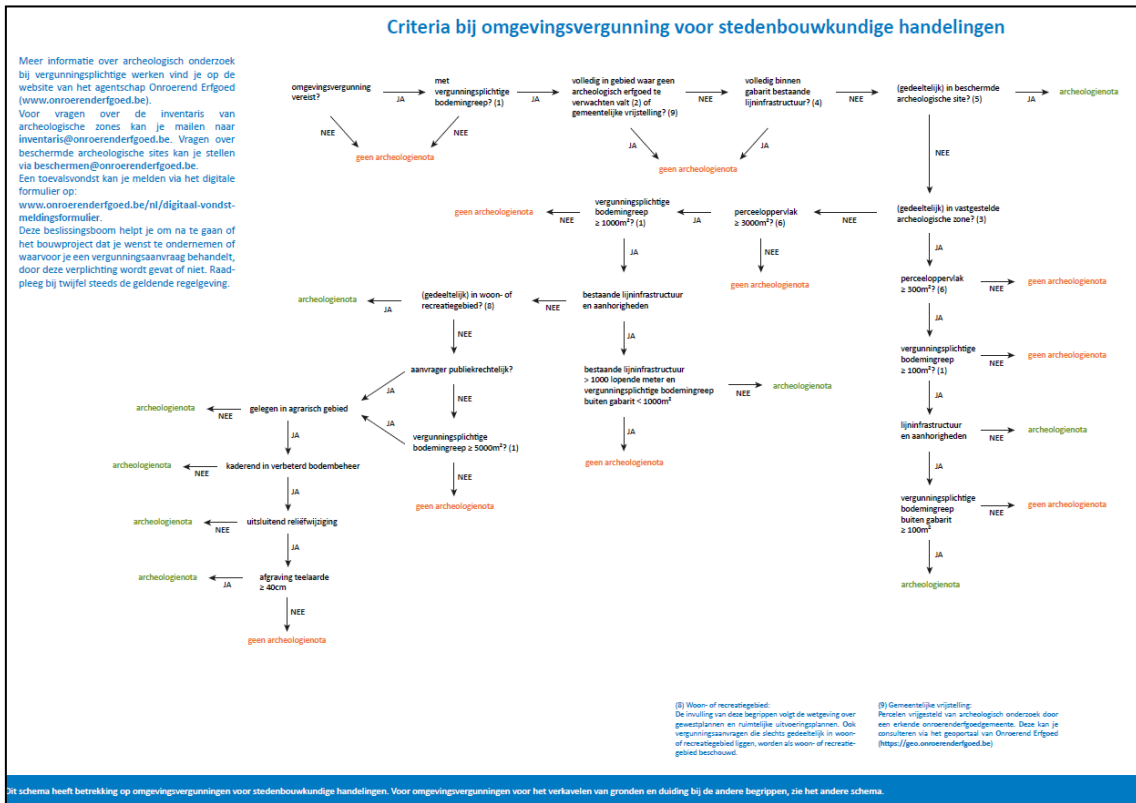 Criteria bij omgevingsvergunning voor stedenbouwkundige handelingen
Meer informatie over archeologisch onderzoek
bij vergunningsplichtige werken vind je op de
website van het agentschap Onroerend Erfgoed
(www.onroerenderfgoed.be).
Voor vragen over de inventaris van
archeologische zones kan je mailen naar
inventaris@onroerenderfgoed.be. Vragen over
beschermde archeologische sites kan je stellen
via beschermen@onroerenderfgoed.be.
Een toevalsvondst kan je melden via het digitale
formulier op:
www.onroerenderfgoed.be/nl/digitaal-vondst-
meldingsformulier.
Deze beslissingsboom helpt je om na te gaan of
het bouwproject dat je wenst te ondernemen of
waarvoor je een vergunningsaanvraag behandelt,
door deze verplichting wordt gevat of niet. Raad-
pleeg bij twijfel steeds de geldende regelgeving.
omgevingsvergunning
vereist?
JA
NEE
met
vergunningsplichtige
bodemingreep? (1)
JA
NEE
geen archeologienota
volledig in gebied waar geen
archeologisch erfgoed te
verwachten valt (2) of
gemeentelijke vrijstelling? (9)
NEE
JA
volledig binnen
gabarit bestaande
lijninfrastructuur? (4)
NEE
JA
geen archeologienota
(gedeeltelijk) in beschermde
archeologische site? (5)
JA
archeologienota
NEE
(gedeeltelijk) in vastgestelde
archeologische zone? (3)
NEE
JA
perceeloppervlak
≥ 3000m²? (6)
JA
NEE
geen archeologienota
vergunningsplichtige
bodemingreep
≥ 1000m²? (1)
NEE
geen archeologienota
JA
perceeloppervlak
≥ 300m²? (6)
NEE
geen archeologienota
JA
bestaande lijninfrastructuur
en aanhorigheden
NEE
JA
(gedeeltelijk) in woon- of
recreatiegebied? (8)
JA
archeologienota
NEE
vergunningsplichtige
bodemingreep
≥ 100m²? (1)
NEE
geen archeologienota
JA
bestaande lijninfrastructuur
> 1000 lopende meter en
vergunningsplichtige bodemingreep
buiten gabarit < 1000m²
NEE
archeologienota
JA
geen archeologienota
aanvrager publiekrechtelijk?
JA
NEE
gelegen in agrarisch gebied
NEE
archeologienota
JA
vergunningsplichtige
bodemingreep ≥ 5000m²? (1)
JA
NEE
geen archeologienota
lijninfrastructuur
en aanhorigheden
NEE
archeologienota
JA
kaderend in verbeterd bodembeheer
NEE
archeologienota
JA
vergunningsplichtige
bodemingreep
buiten gabarit
≥ 100m²
NEE
geen archeologienota
JA
archeologienota
uitsluitend reliëfwijziging
NEE
archeologienota
JA
afgraving teelaarde
≥ 40cm
JA
archeologienota
NEE
geen archeologienota
(8) Woon- of recreatiegebied:
De invulling van deze begrippen volgt de wetgeving over
gewestplannen en ruimtelijke uitvoeringsplannen. Ook
vergunningsaanvragen die slechts gedeeltelijk in woon-
of recreatiegebied liggen, worden als woon- of recreatie-
gebied beschouwd.
(9) Gemeentelijke vrijstelling:
Percelen vrijgesteld van archeologisch onderzoek door
een erkende onroerenderfgoedgemeente. Deze kan je
consulteren via het geoportaal van Onroerend Erfgoed
(https://geo.onroerenderfgoed.be)
Dit schema heeft betrekking op omgevingsvergunningen voor stedenbouwkundige handelingen. Voor omgevingsvergunningen voor het verkavelen van gronden en duiding bij de andere begrippen, zie het andere schema.